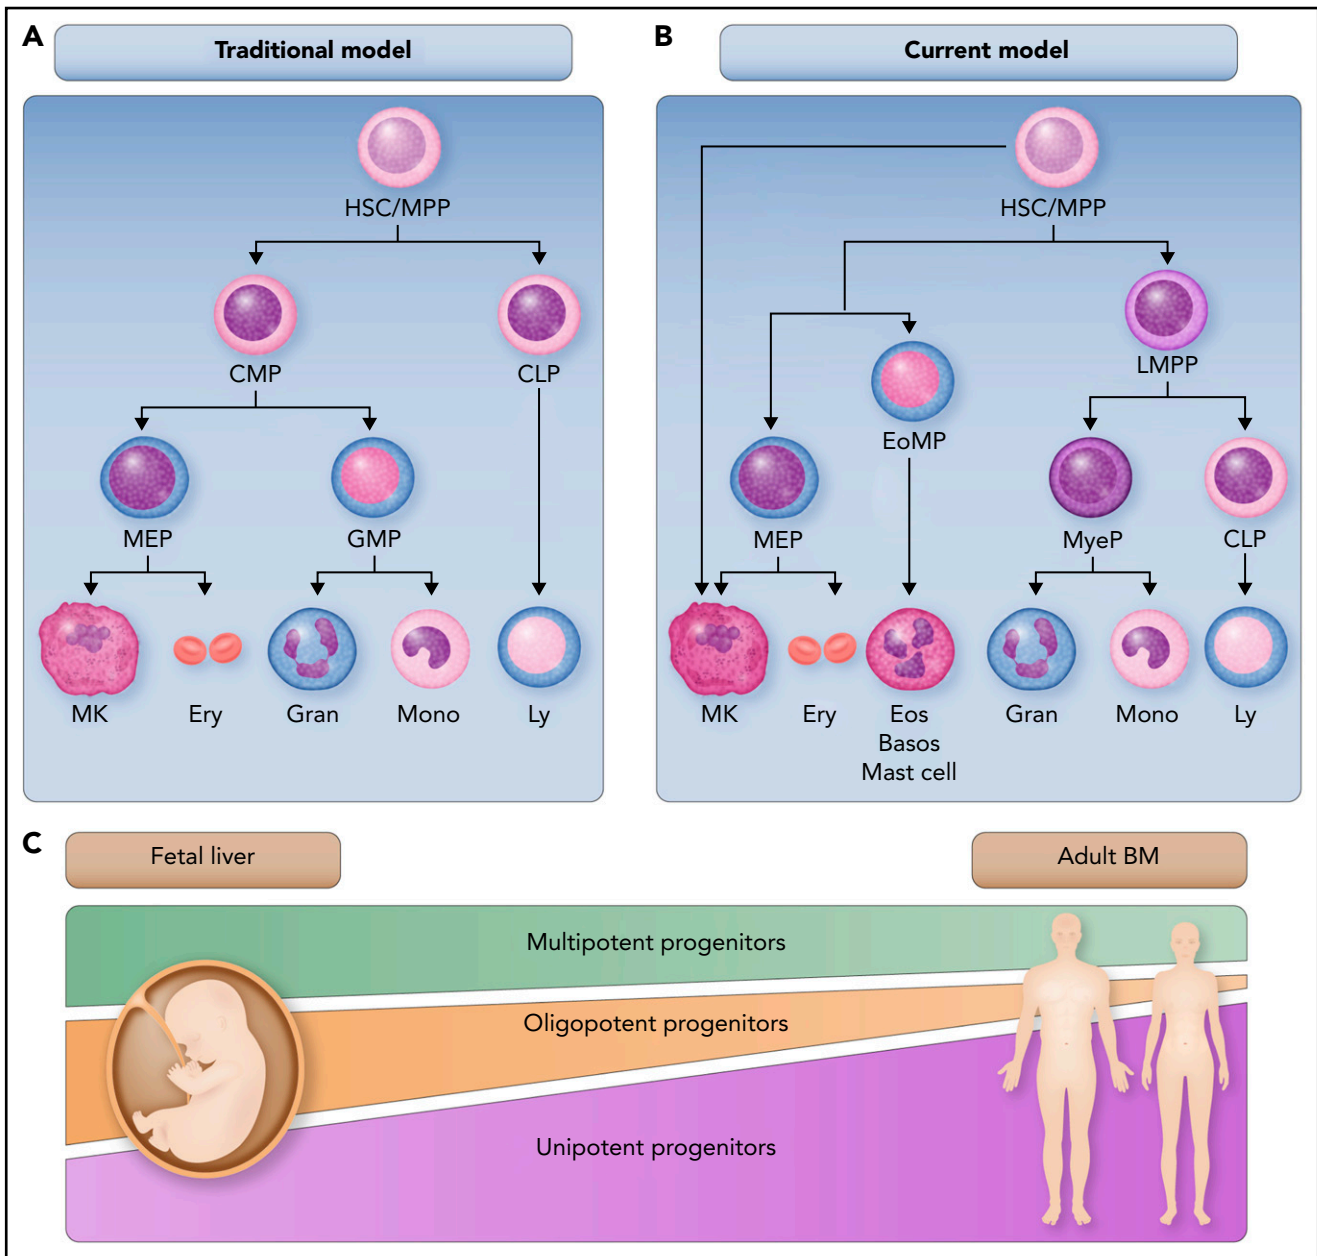 A
Traditional model
HSC/MPP
CMP
CLP
MEP
GMP
MK
Ery
Gran
Mono
Ly
B
Current model
HSC/MPP
LMPP
EoMP
MEP
MyeP
CLP
MK
Ery
Eos
Basos
Mast cell
Gran
Mono
Ly
C
Fetal liver
Adult BM
Multipotent progenitors
Oligopotent progenitors
Unipotent progenitors